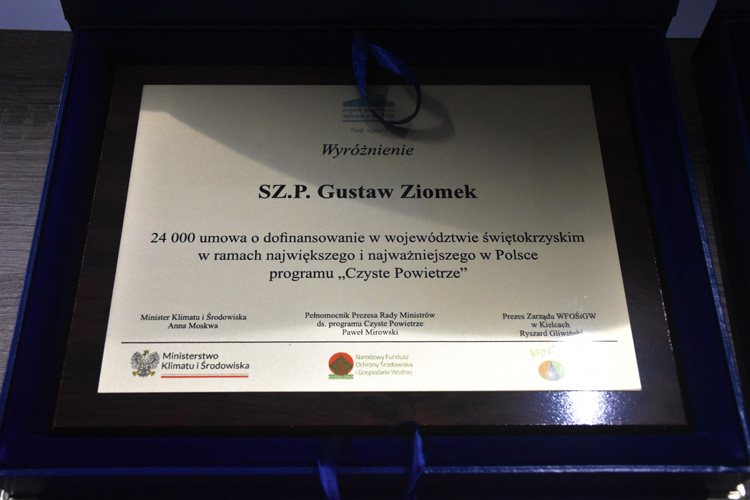 Wyróżnienie
SZ.P. Gustaw Ziomek
24 000 umowa o dofinansowanie w województwie świętokrzyskim
w ramach największego i najważniejszego w Polsce
programu „Czyste Powietrze”
Minister Klimatu i Środowiska
Anna Moskwa
Pełnomocnik Prezesa Rady Ministrów
ds. programu Czyste Powietrze
Paweł Mirowski
Prezes Zarządu WFOŚiGW
w Kielcach
Ryszard Gliwiński
Ministerstwo
Klimatu i Środowiska
Narodowy Fundusz
Ochrony Środowiska
i Gospodarki Wodnej